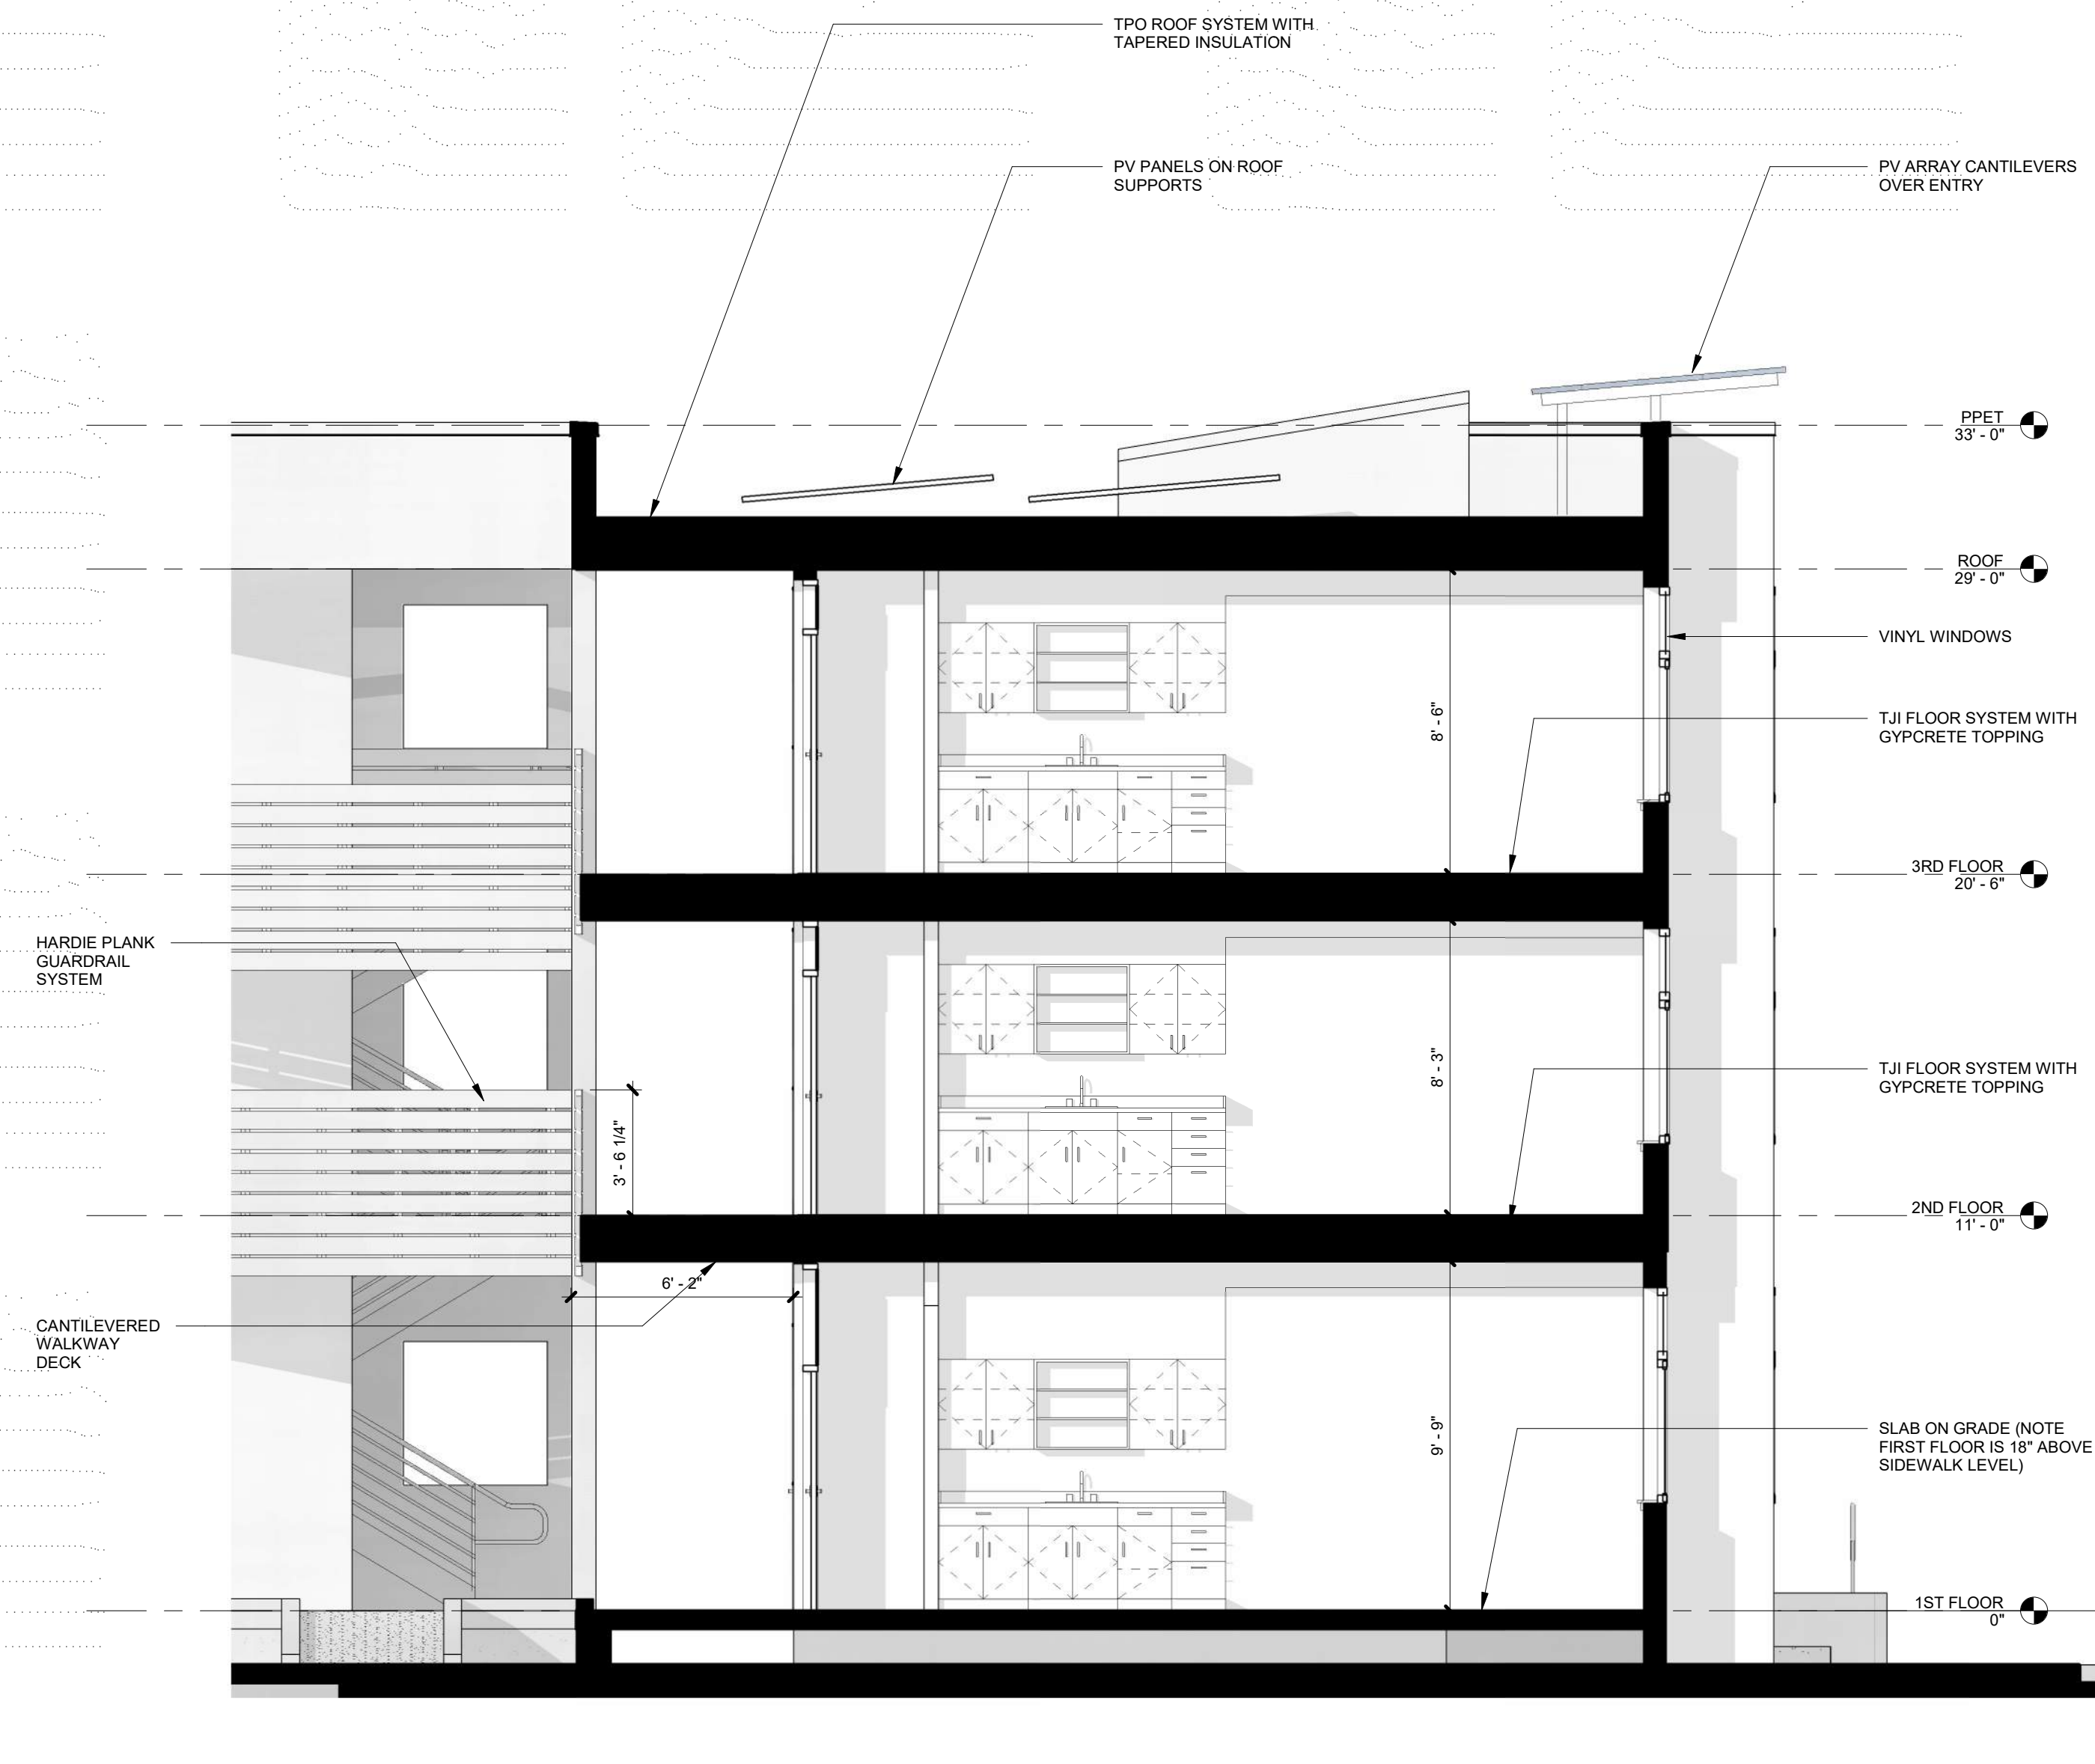 TPO ROOF SYSTEM WITH
TAPERED INSULATION
PV PANELS ON ROOF
SUPPORTS
PV ARRAY CANTILEVERS
OVER ENTRY
PPET
33' - 0"
ROOF
29' - 0"
VINYL WINDOWS
8' - 6"
TJI FLOOR SYSTEM WITH
GYPCRETE TOPPING
3RD FLOOR
20' - 6"
HARDIE PLANK
GUARDRAIL
SYSTEM
8' - 3"
TJI FLOOR SYSTEM WITH
GYPCRETE TOPPING
3' - 6 1/4"
2ND FLOOR
11' - 0"
6' - 2"
CANTILEVERED
WALKWAY
DECK
9' - 9"
SLAB ON GRADE (NOTE
FIRST FLOOR IS 18" ABOVE
SIDEWALK LEVEL)
1ST FLOOR
0"